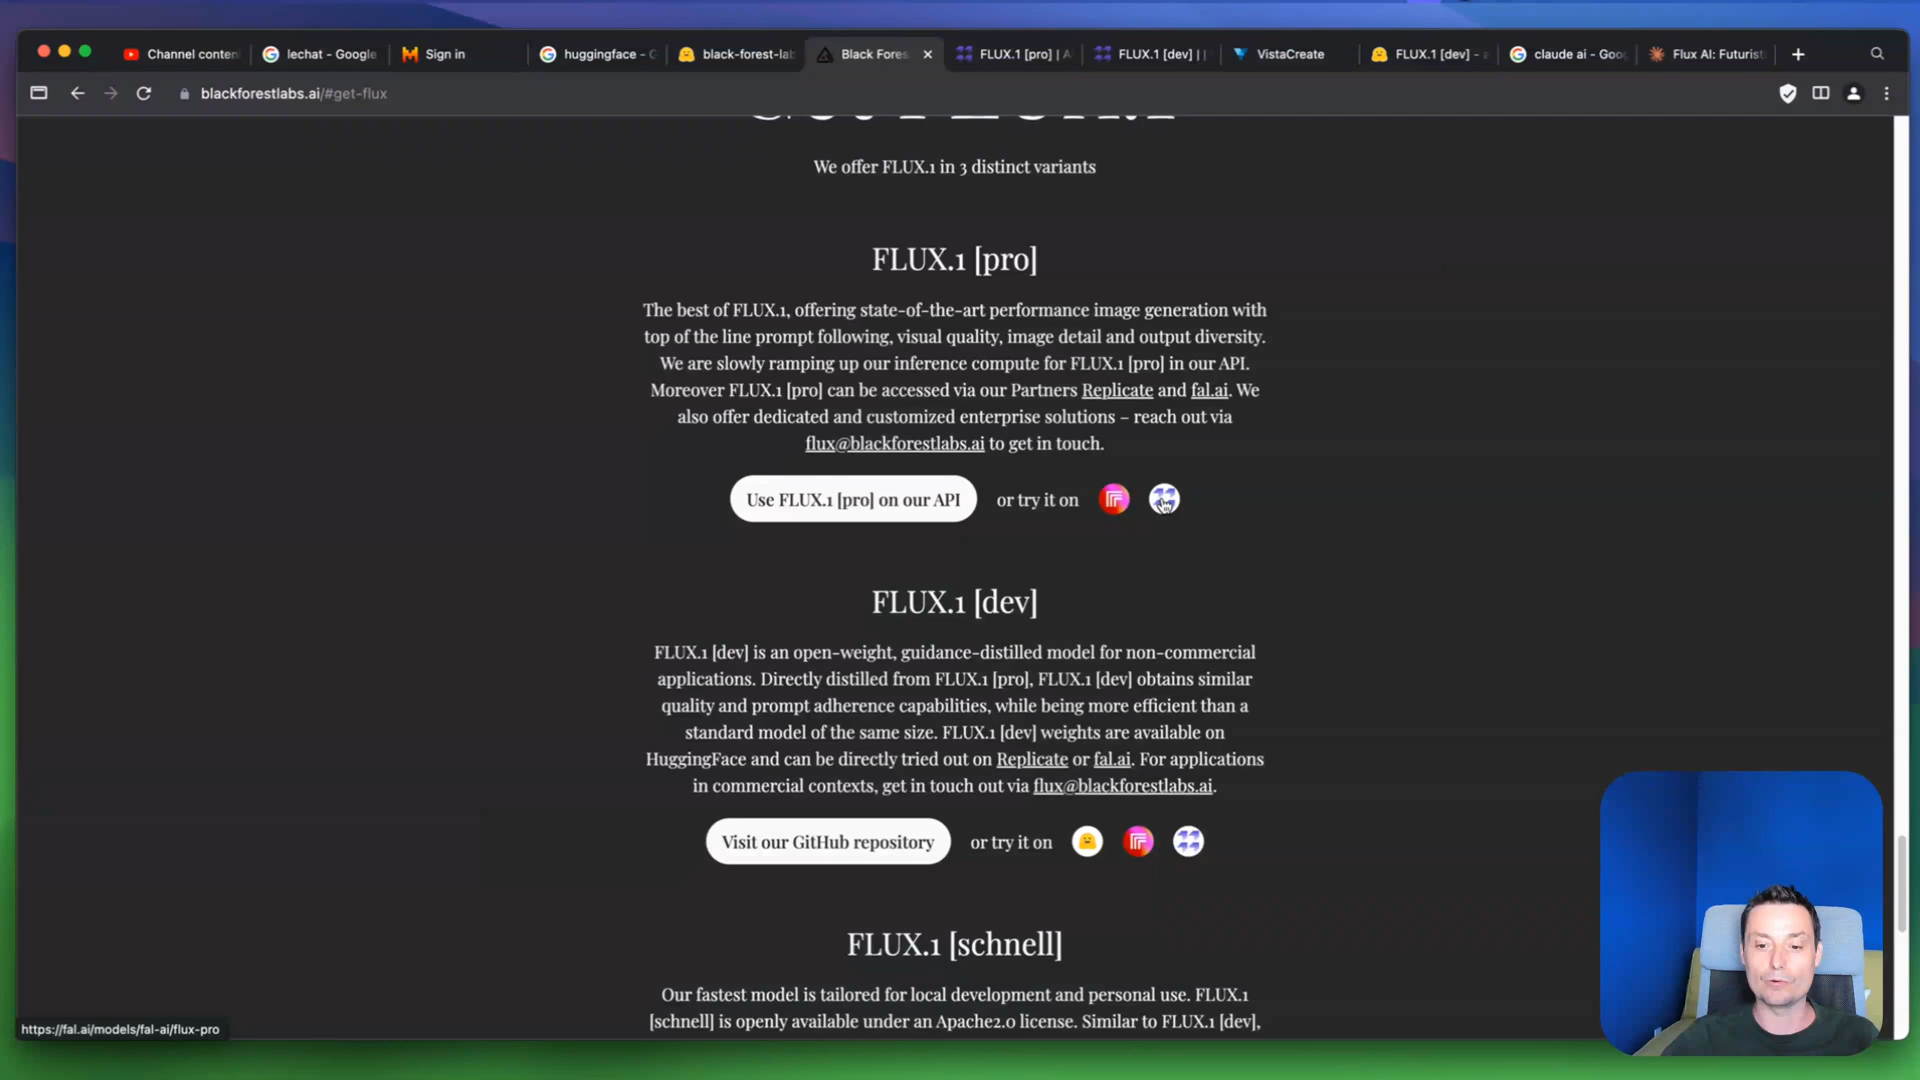 Channel conten
lechat - Google
Sign in
huggingface - G
black-forest-lab
Black Fores
FLUX.1 [pro] | A
FLUX.1 [dev] |
VistaCreate
FLUX.1 [dev] - a
claude ai - Goog
Flux AI: Futurist
blackforestlabs.ai/#get-flux
We offer FLUX.1 in 3 distinct variants
FLUX.1 [pro]
The best of FLUX.1, offering state-of-the-art performance image generation with
top of the line prompt following, visual quality, image detail and output diversity.
We are slowly ramping up our inference compute for FLUX.1 [pro] in our API.
Moreover FLUX.1 [pro] can be accessed via our Partners Replicate and fal.ai. We
also offer dedicated and customized enterprise solutions – reach out via
flux@blackforestlabs.ai to get in touch.
Use FLUX.1 [pro] on our API or try it on
FLUX.1 [dev]
FLUX.1 [dev] is an open-weight, guidance-distilled model for non-commercial
applications. Directly distilled from FLUX.1 [pro], FLUX.1 [dev] obtains similar
quality and prompt adherence capabilities, while being more efficient than a
standard model of the same size. FLUX.1 [dev] weights are available on
HuggingFace and can be directly tried out on Replicate or fal.ai. For applications
in commercial contexts, get in touch out via flux@blackforestlabs.ai.
Visit our GitHub repository or try it on
FLUX.1 [schnell]
Our fastest model is tailored for local development and personal use. FLUX.1
[schnell] is openly available under an Apache2.0 license. Similar to FLUX.1 [dev],
https://fal.ai/models/fal-ai/flux-pro